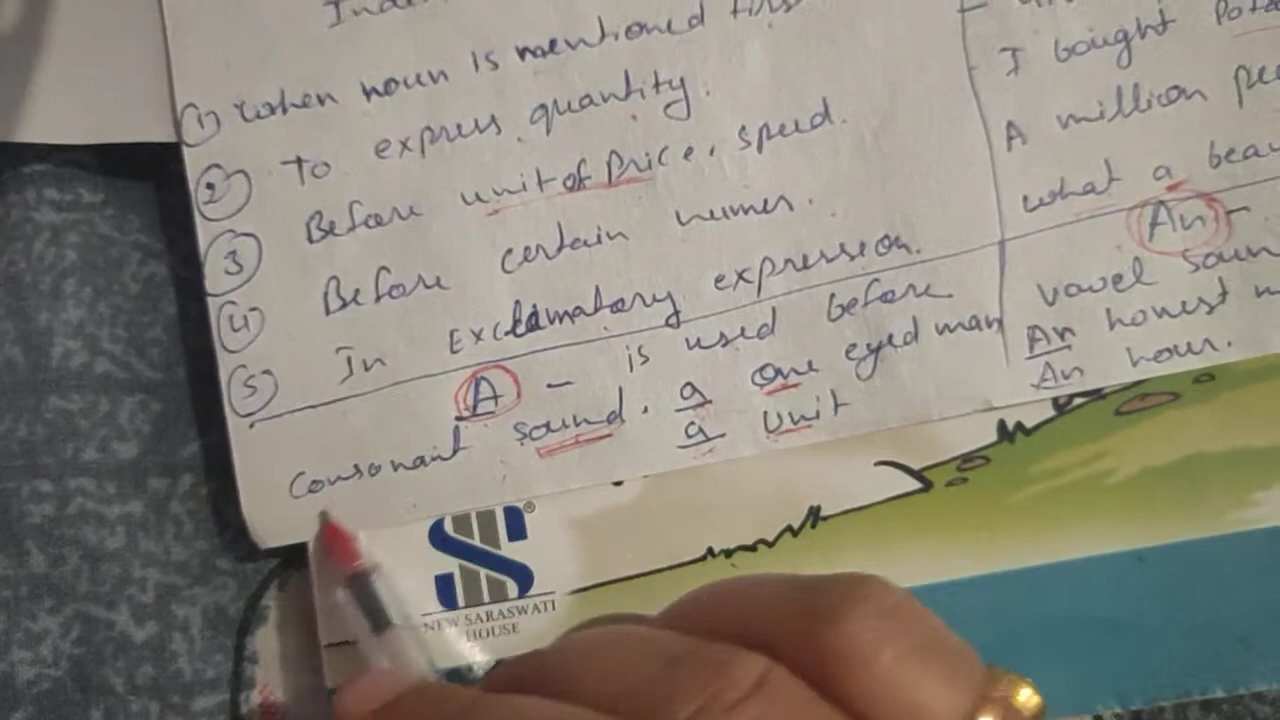 When noun is mentioned
① To express quantity.
② Before unit of price, speed.
③ Before certain numer.
④ In Exclamatory expression.
⑤
A - is used before
consonant sound. a one eyed man
a unit
I bought
A million
what a
An -
vowel
An honest
An hour.
NEW SARASWATI
HOUSE